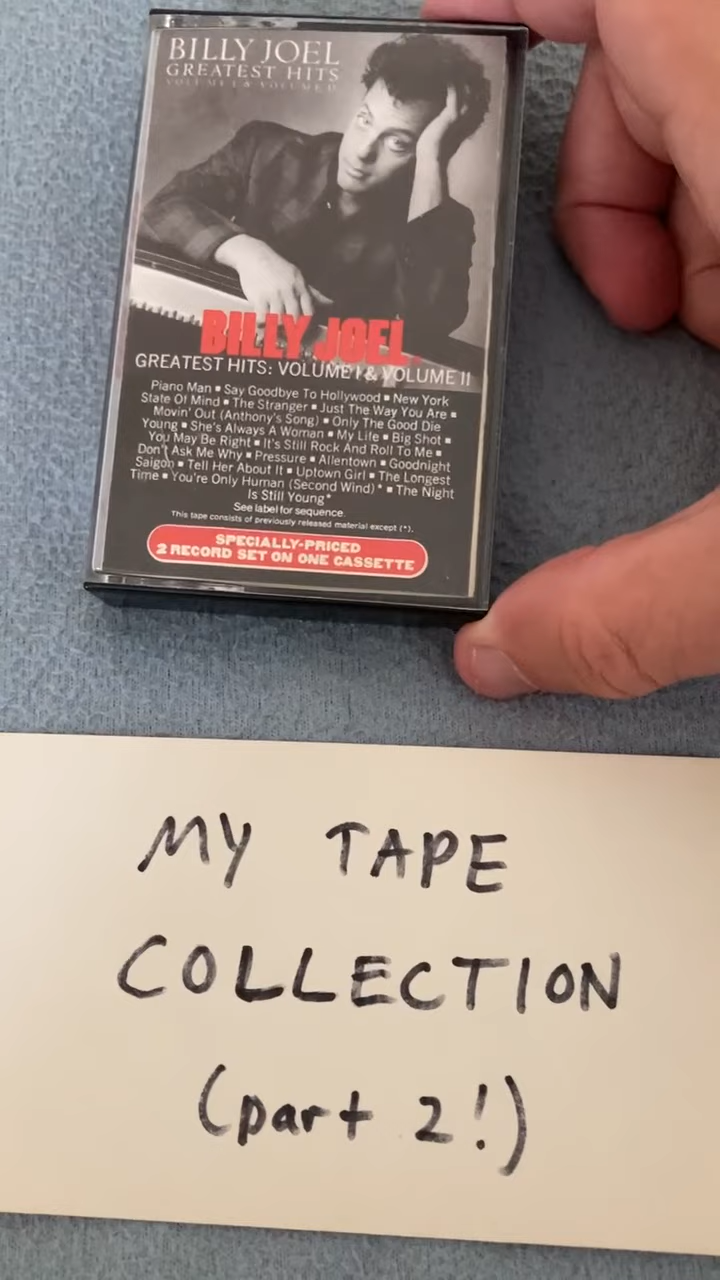 BILLY JOEL
GREATEST HITS
VOLUME I & VOLUME II
BILLY JOEL.
GREATEST HITS: VOLUME I & VOLUME II
Piano Man ▪ Say Goodbye To Hollywood ▪ New York
State Of Mind ▪ The Stranger ▪ Just The Way You Are ▪
Movin' Out (Anthony's Song) ▪ Only The Good Die
Young ▪ She's Always A Woman ▪ My Life ▪ Big Shot ▪
You May Be Right ▪ It's Still Rock And Roll To Me ▪
Don't Ask Me Why ▪ Pressure ▪ Allentown ▪ Goodnight
Saigon ▪ Tell Her About It ▪ Uptown Girl ▪ The Longest
Time ▪ You're Only Human (Second Wind)* ▪ The Night
Is Still Young*
See label for sequence.
This tape consists of previously released material except (*).
SPECIALLY-PRICED
2 RECORD SET ON ONE CASSETTE
MY TAPE
COLLECTION
(part 2!)